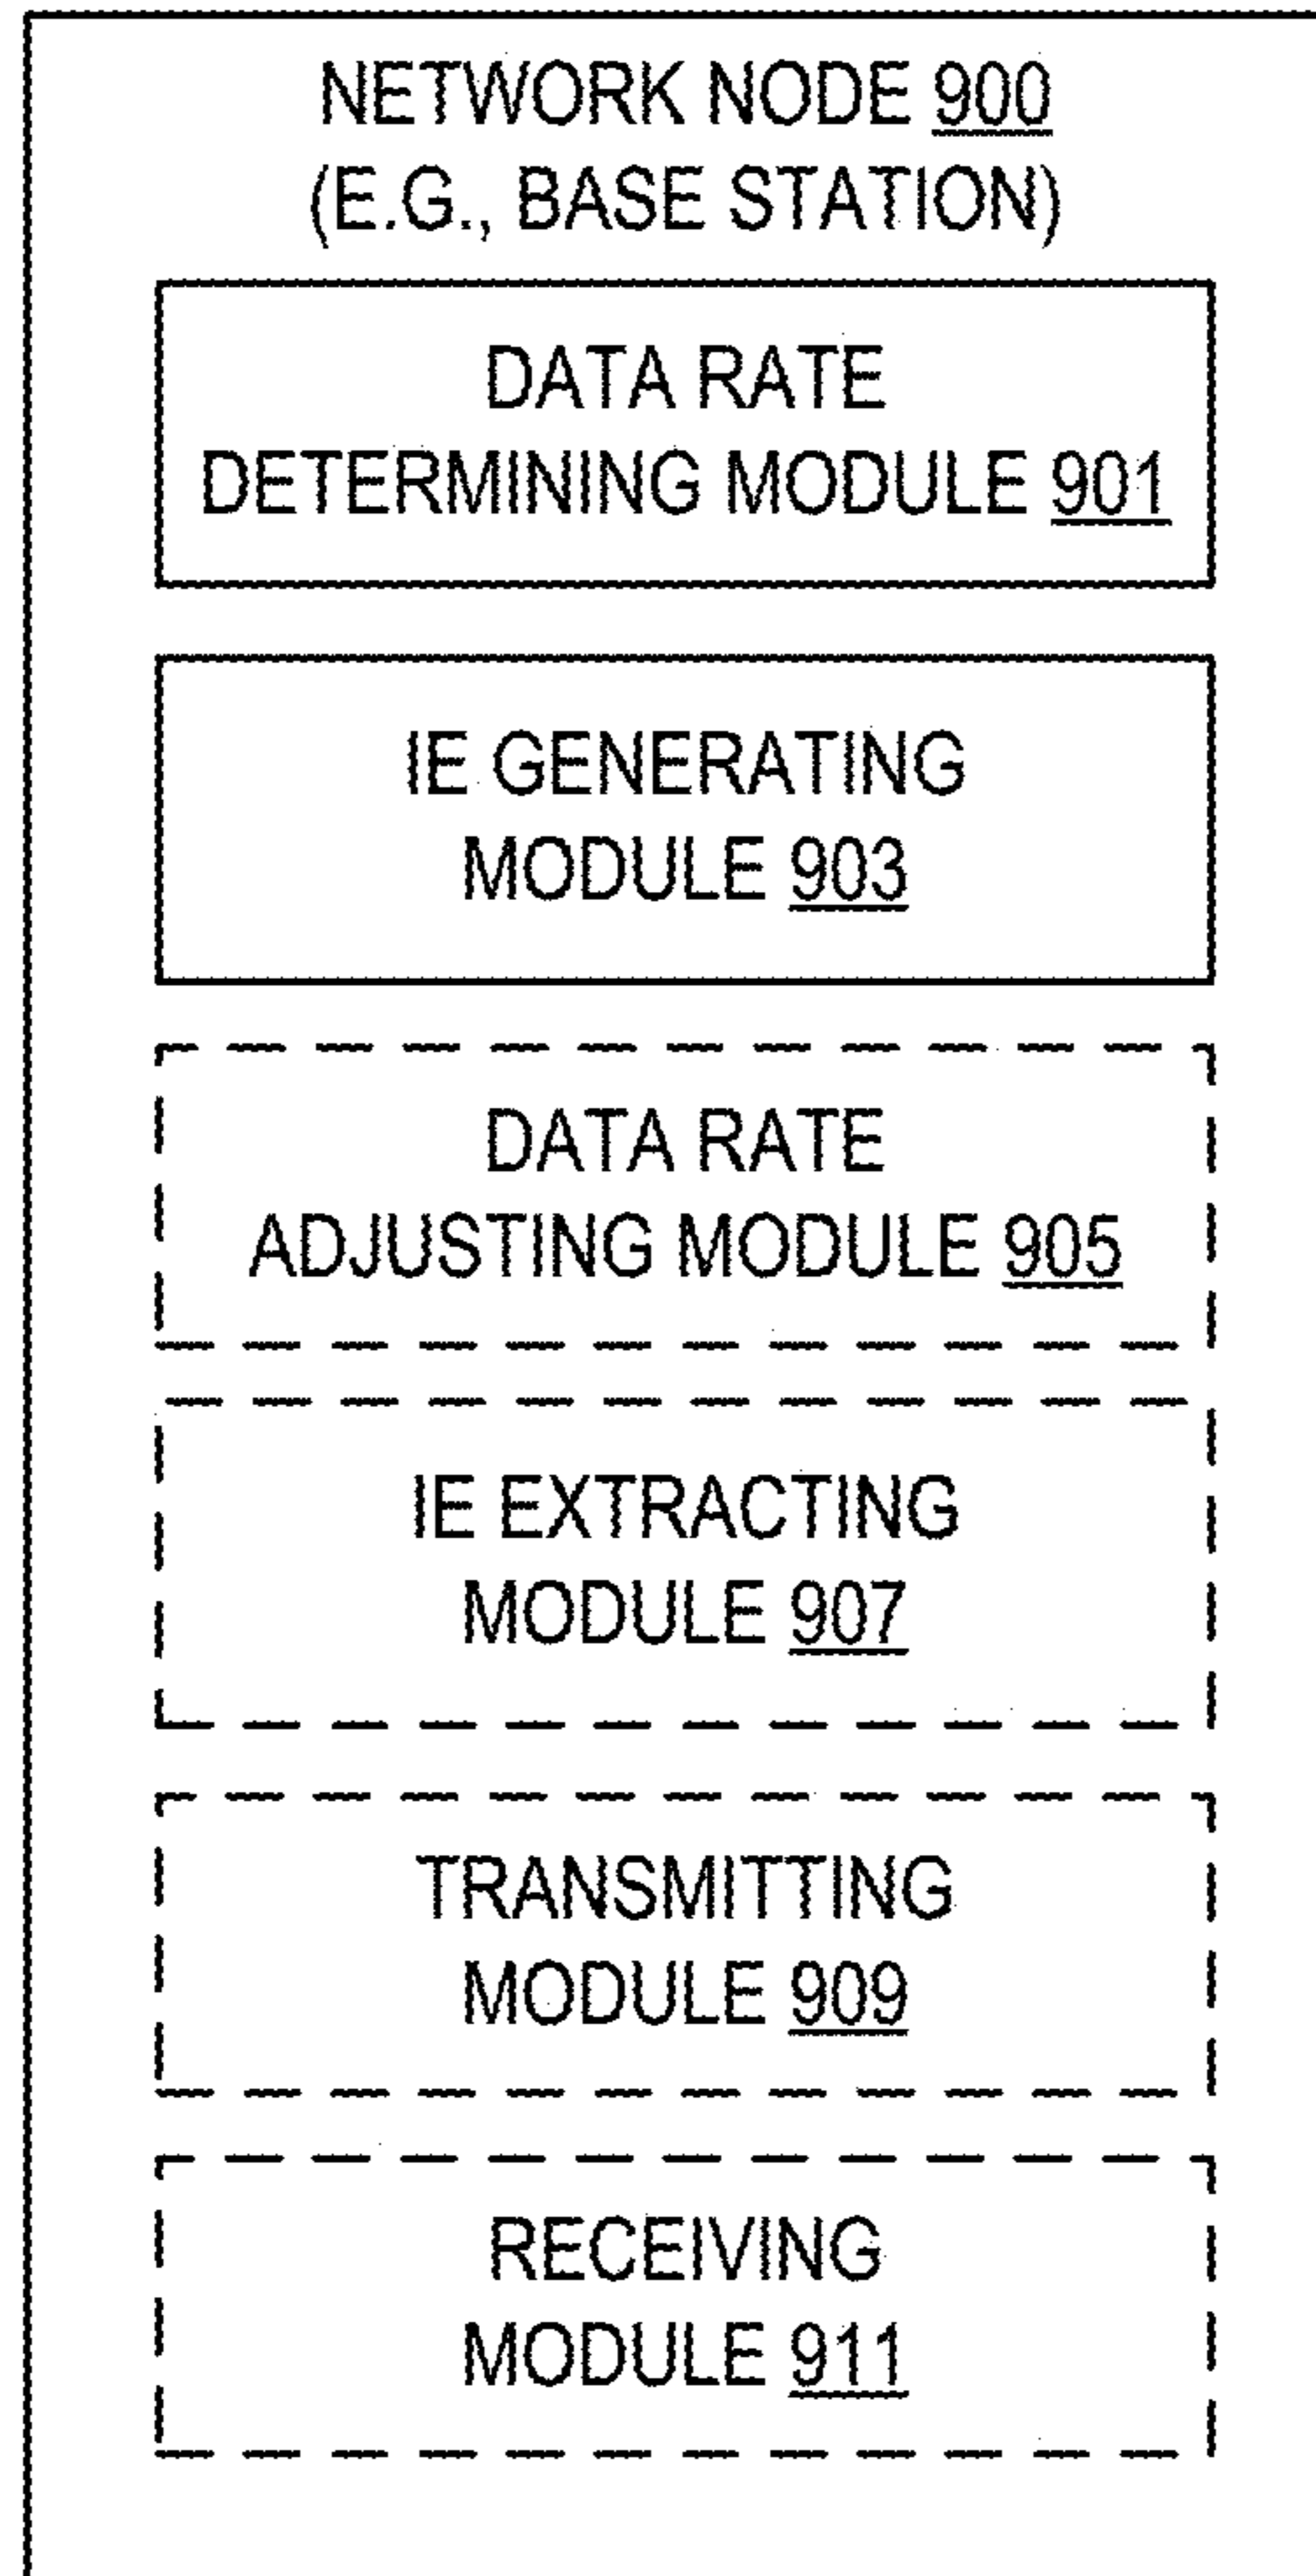 NETWORK NODE 900
(E.G., BASE STATION)
DATA RATE
DETERMINING MODULE 901
IE GENERATING
MODULE 903
DATA RATE
ADJUSTING MODULE 905
IE EXTRACTING
MODULE 907
TRANSMITTING
MODULE 909
RECEIVING
MODULE 911